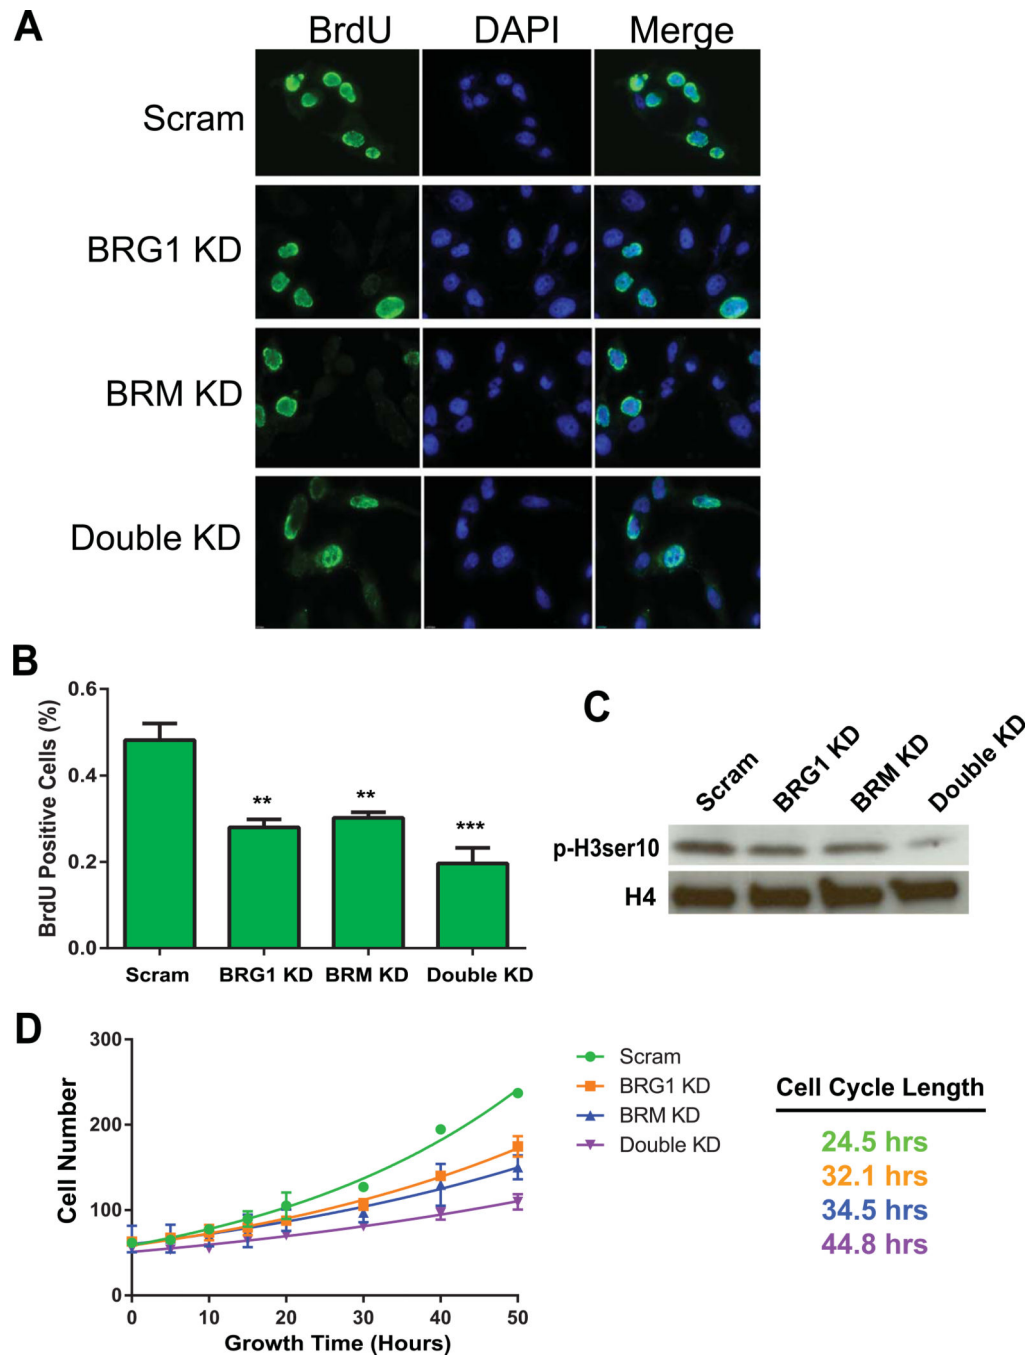 A
BrdU DAPI Merge
Scram
BRG1 KD
BRM KD
Double KD
B
BrdU Positive Cells (%)
0.6
0.4
0.2
0.0
** ** ***
Scram BRG1 KD BRM KD Double KD
C
Scram BRG1 KD BRM KD Double KD
p-H3ser10
H4
D
Cell Number
300
200
100
0
0 10 20 30 40 50
Growth Time (Hours)
Scram
BRG1 KD
BRM KD
Double KD
Cell Cycle Length
24.5 hrs
32.1 hrs
34.5 hrs
44.8 hrs